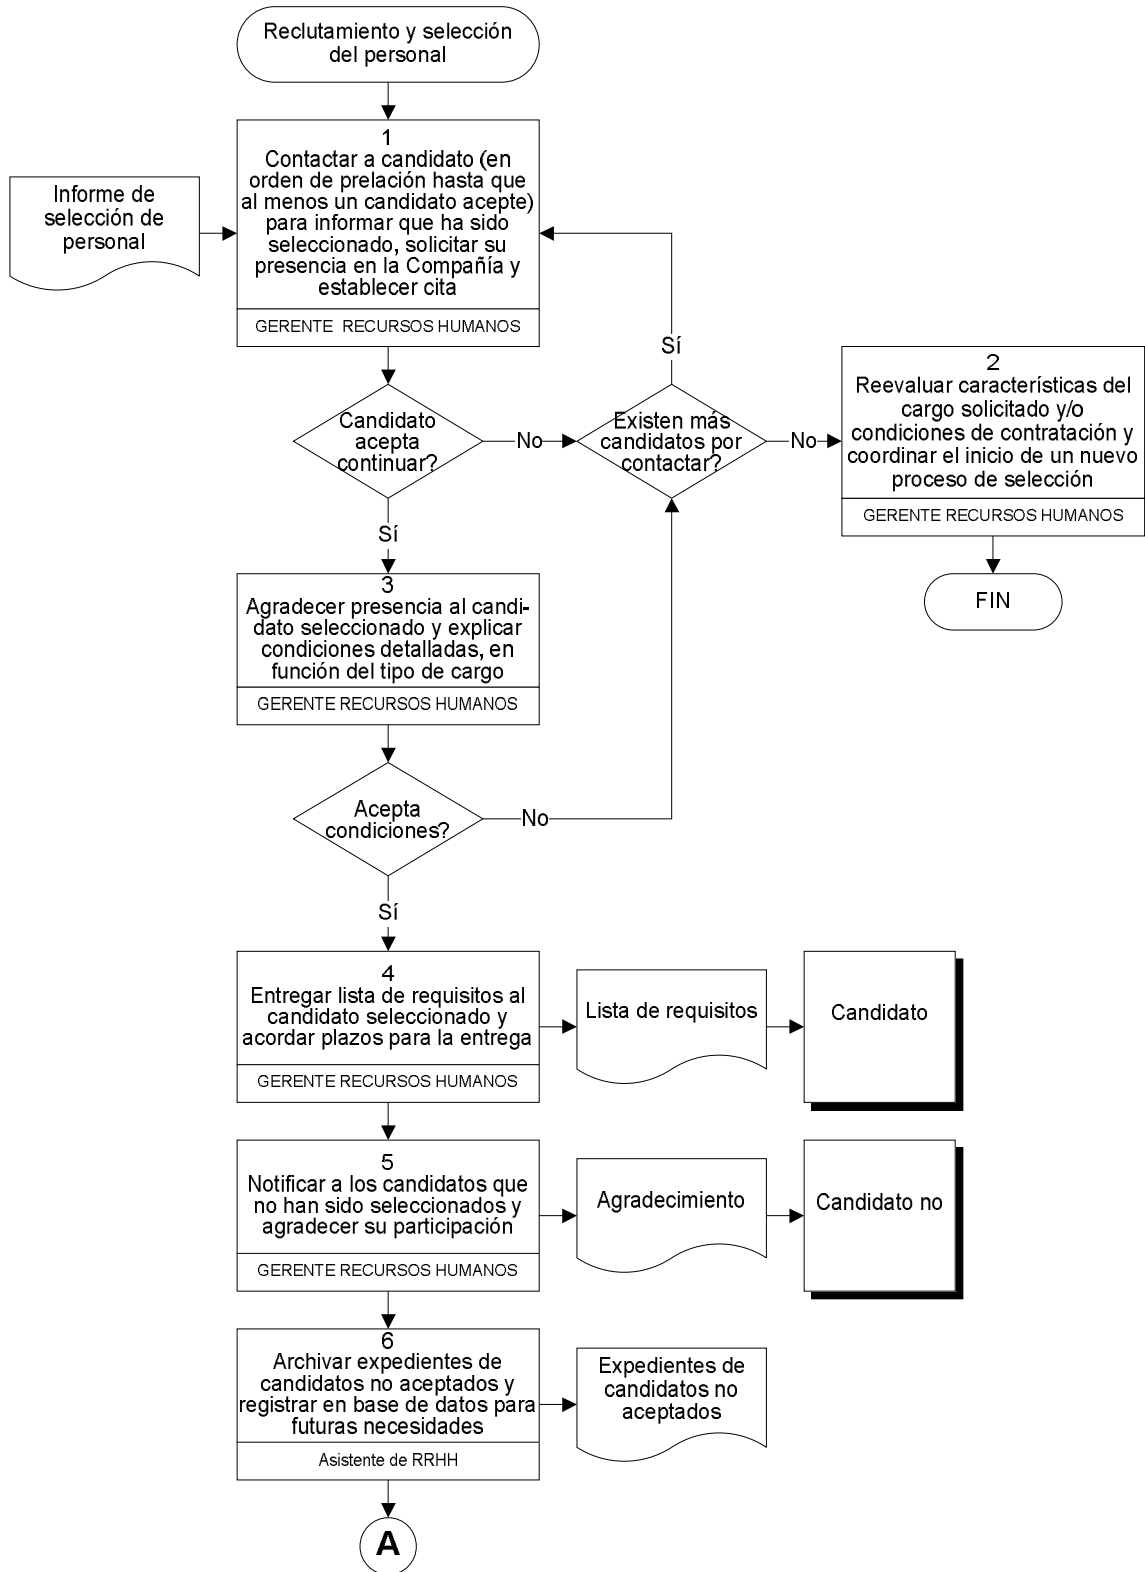 Reclutamiento y selección
del personal
1
Contactar a candidato (en
orden de prelación hasta que
al menos un candidato acepte)
para informar que ha sido
seleccionado, solicitar su
presencia en la Compañía y
establecer cita
GERENTE RECURSOS HUMANOS
Informe de
selección de
personal
Candidato
acepta
continuar?
No
Existen más
candidatos por
contactar?
Sí
No
2
Reevaluar características del
cargo solicitado y/o
condiciones de contratación y
coordinar el inicio de un nuevo
proceso de selección
GERENTE RECURSOS HUMANOS
FIN
Sí
3
Agradecer presencia al candi-
dato seleccionado y explicar
condiciones detalladas, en
función del tipo de cargo
GERENTE RECURSOS HUMANOS
Acepta
condiciones?
No
Sí
4
Entregar lista de requisitos al
candidato seleccionado y
acordar plazos para la entrega
GERENTE RECURSOS HUMANOS
Lista de requisitos
Candidato
5
Notificar a los candidatos que
no han sido seleccionados y
agradecer su participación
GERENTE RECURSOS HUMANOS
Agradecimiento
Candidato no
6
Archivar expedientes de
candidatos no aceptados y
registrar en base de datos para
futuras necesidades
Asistente de RRHH
Expedientes de
candidatos no
aceptados
A